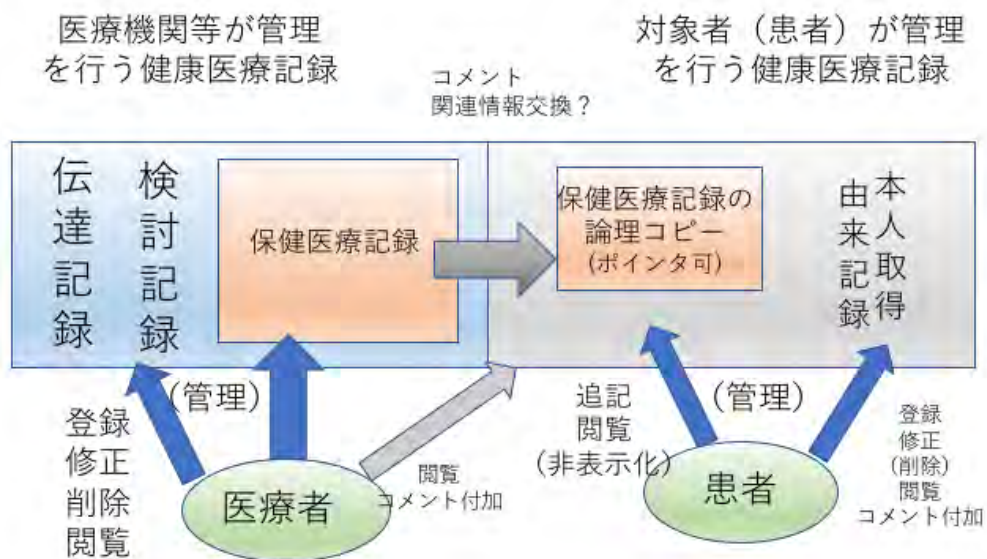 医療機関等が管理
を行う健康医療記録
対象者（患者）が管理
を行う健康医療記録
コメント
関連情報交換？
伝達記録
検討記録
保健医療記録
保健医療記録の
論理コピー
(ポインタ可)
本人取得
由来記録
(管理)
登録
修正
削除
閲覧
医療者
閲覧
コメント付加
追記
閲覧
(非表示化)
(管理)
患者
登録
修正
(削除)
閲覧
コメント付加